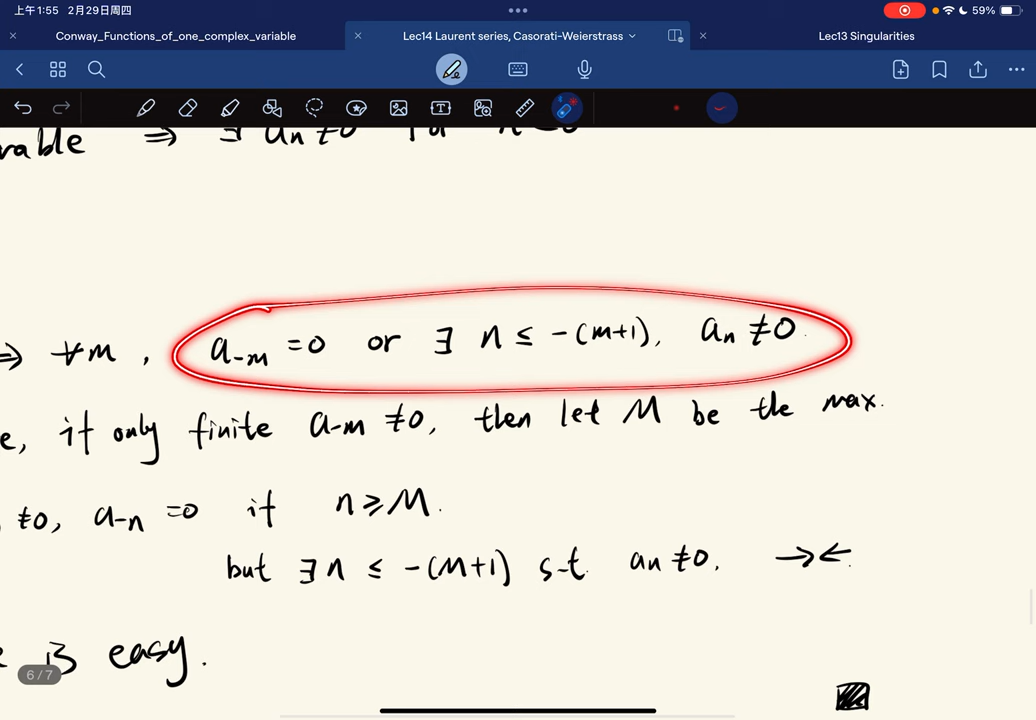 上午1:55 2月29日周四
59%
Conway_Functions_of_one_complex_variable
Lec14 Laurent series, Casorati-Weierstrass
Lec13 Singularities
rable ⇒ ∃ an ≠0 for
⇒ ∀m, a-m =0 or ∃ n ≤ -(m+1), an ≠0.
e, if only finite a-m ≠0, then let M be the max.
≠0, a-n =0 if n ≥ M.
but ∃ n ≤ -(M+1) s.t. an ≠0. →←
is easy.
6/7